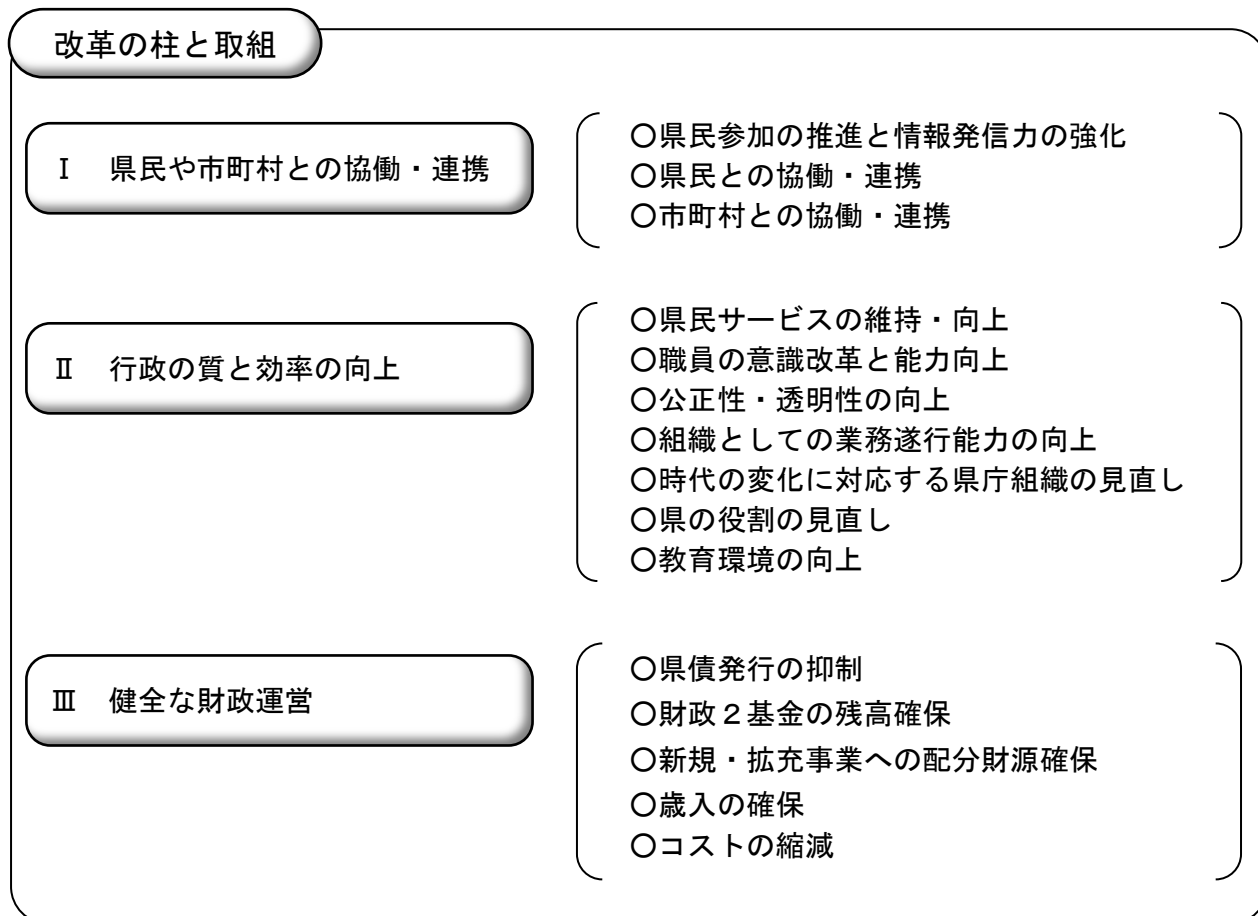 改革の柱と取組
Ⅰ 県民や市町村との協働・連携
○県民参加の推進と情報発信力の強化
○県民との協働・連携
○市町村との協働・連携
Ⅱ 行政の質と効率の向上
○県民サービスの維持・向上
○職員の意識改革と能力向上
○公正性・透明性の向上
○組織としての業務遂行能力の向上
○時代の変化に対応する県庁組織の見直し
○県の役割の見直し
○教育環境の向上
Ⅲ 健全な財政運営
○県債発行の抑制
○財政２基金の残高確保
○新規・拡充事業への配分財源確保
○歳入の確保
○コストの縮減